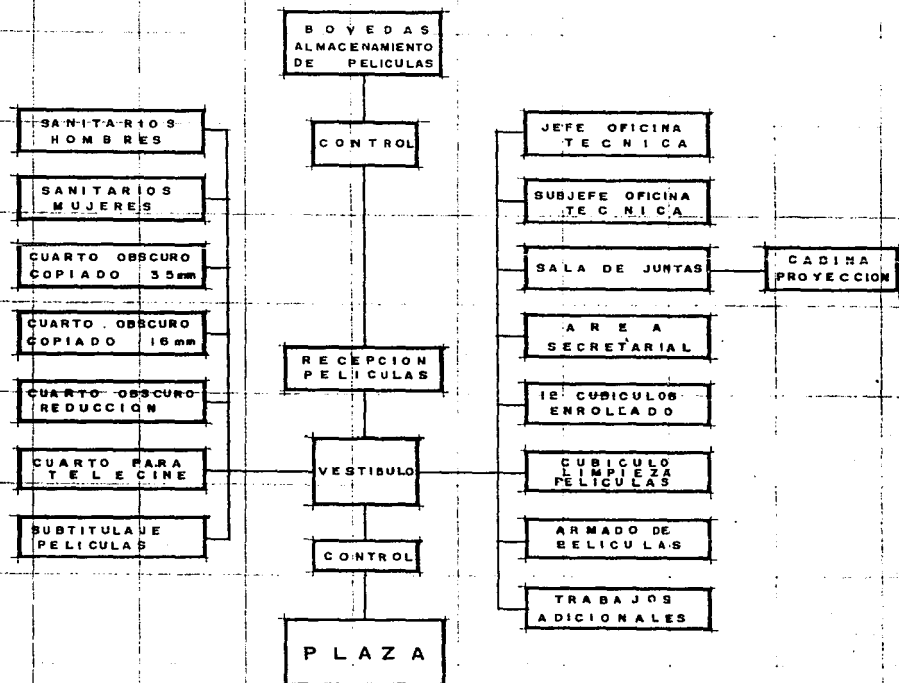 BOVEDAS
ALMACENAMIENTO
DE PELICULAS
CONTROL
RECEPCION
PELICULAS
VESTIBULO
CONTROL
PLAZA
SANITARIOS
HOMBRES
SANITARIOS
MUJERES
CUARTO OBSCURO
COPIADO 35mm
CUARTO OBSCURO
COPIADO 16mm
CUARTO OBSCURO
REDUCCION
CUARTO PARA
TELECINE
SUBTITULAJE
PELICULAS
JEFE OFICINA
TECNICA
SUBJEFE OFICINA
TECNICA
SALA DE JUNTAS
CABINA
PROYECCION
AREA
SECRETARIAL
12 CUBICULOS
ENROLLADO
CUBICULO
LIMPIEZA
PELICULAS
ARMADO DE
PELICULAS
TRABAJOS
ADICIONALES